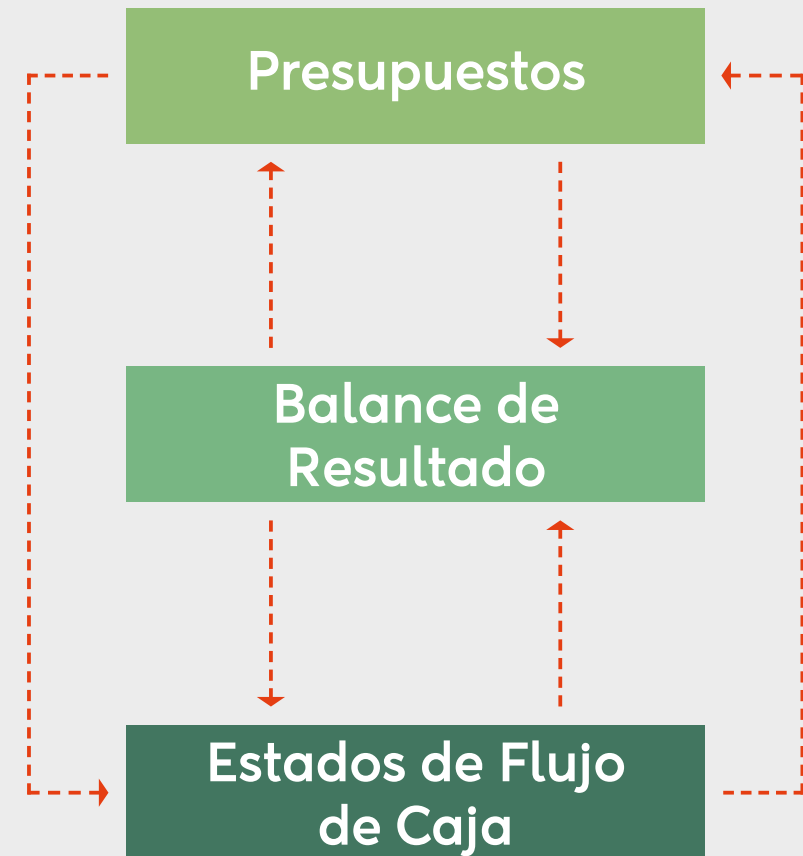 Presupuestos
Balance de
Resultado
Estados de Flujo
de Caja